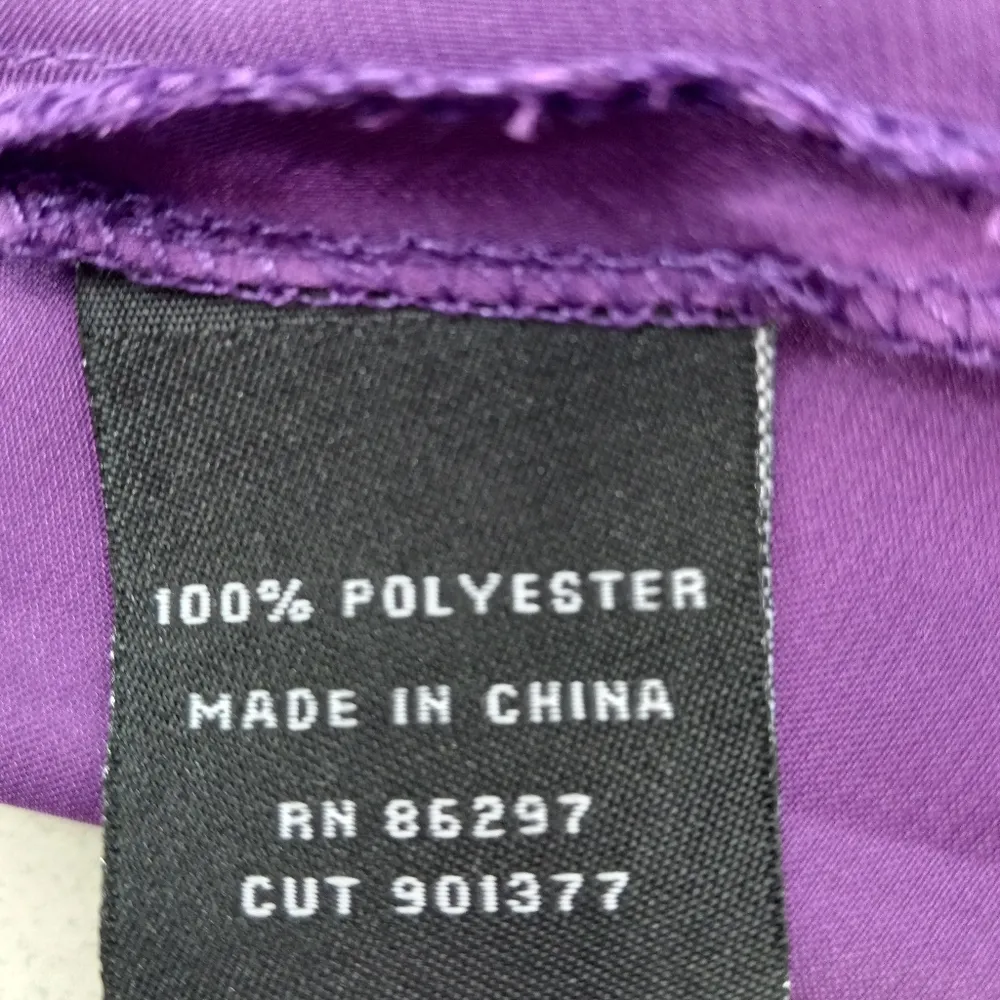 100% POLYESTER
MADE IN CHINA
RN 86297
CUT 901377